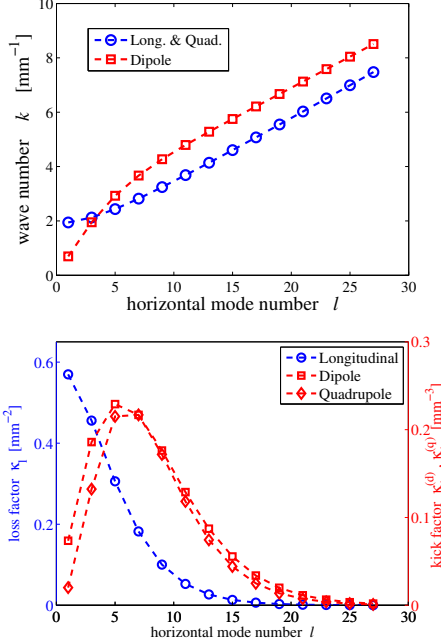 10
8
6
4
2
0
wave number k [mm⁻¹]
Long. & Quad.
Dipole
0 5 10 15 20 25 30
horizontal mode number l
0.6
0.4
0.2
0
loss factor κ_l [mm⁻²]
Longitudinal
Dipole
Quadrupole
0.3
0.2
0.1
0
kick factor κ⁽ᵈ⁾, κ⁽q⁾ [mm⁻³]
0 5 10 15 20 25 30
horizontal mode number l